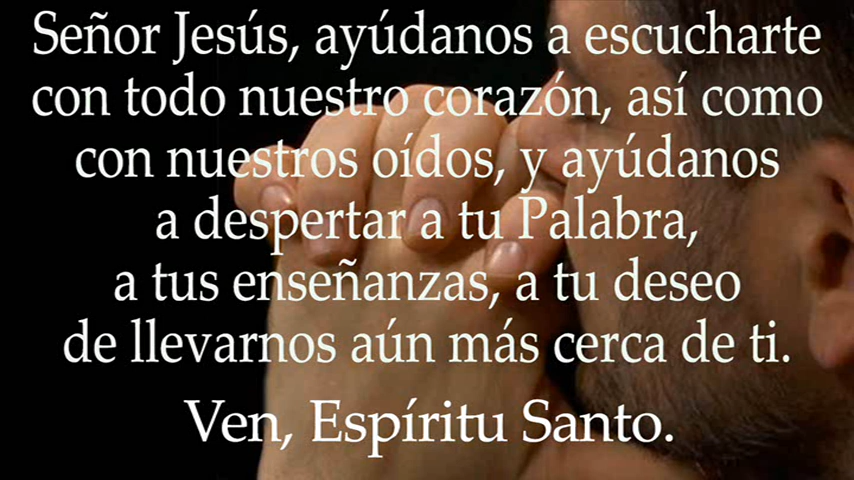 Señor Jesús, ayúdanos a escucharte
con todo nuestro corazón, así como
con nuestros oídos, y ayúdanos
a despertar a tu Palabra,
a tus enseñanzas, a tu deseo
de llevarnos aún más cerca de ti.
Ven, Espíritu Santo.